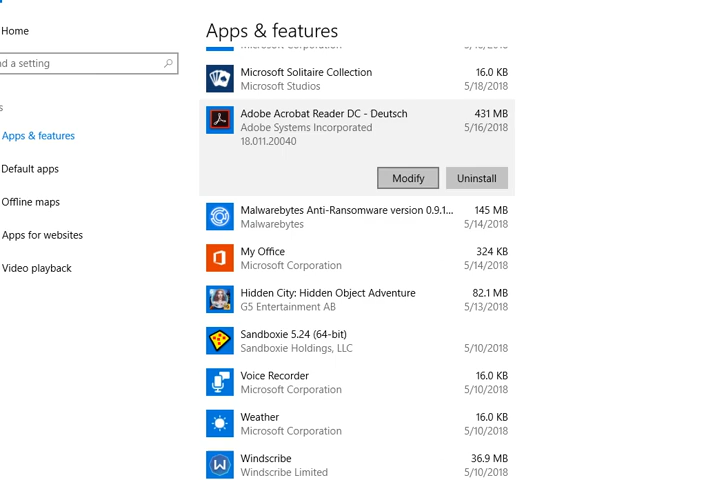 Home
d a setting
s
Apps & features
Default apps
Offline maps
Apps for websites
Video playback
Apps & features
Microsoft Corporation 5/18/2018
Microsoft Solitaire Collection 16.0 KB
Microsoft Studios 5/18/2018
Adobe Acrobat Reader DC - Deutsch 431 MB
Adobe Systems Incorporated 5/16/2018
18.011.20040
Modify Uninstall
Malwarebytes Anti-Ransomware version 0.9.1... 145 MB
Malwarebytes 5/14/2018
My Office 324 KB
Microsoft Corporation 5/14/2018
Hidden City: Hidden Object Adventure 82.1 MB
G5 Entertainment AB 5/13/2018
Sandboxie 5.24 (64-bit)
Sandboxie Holdings, LLC 5/10/2018
Voice Recorder 16.0 KB
Microsoft Corporation 5/10/2018
Weather 16.0 KB
Microsoft Corporation 5/10/2018
Windscribe 36.9 MB
Windscribe Limited 5/10/2018